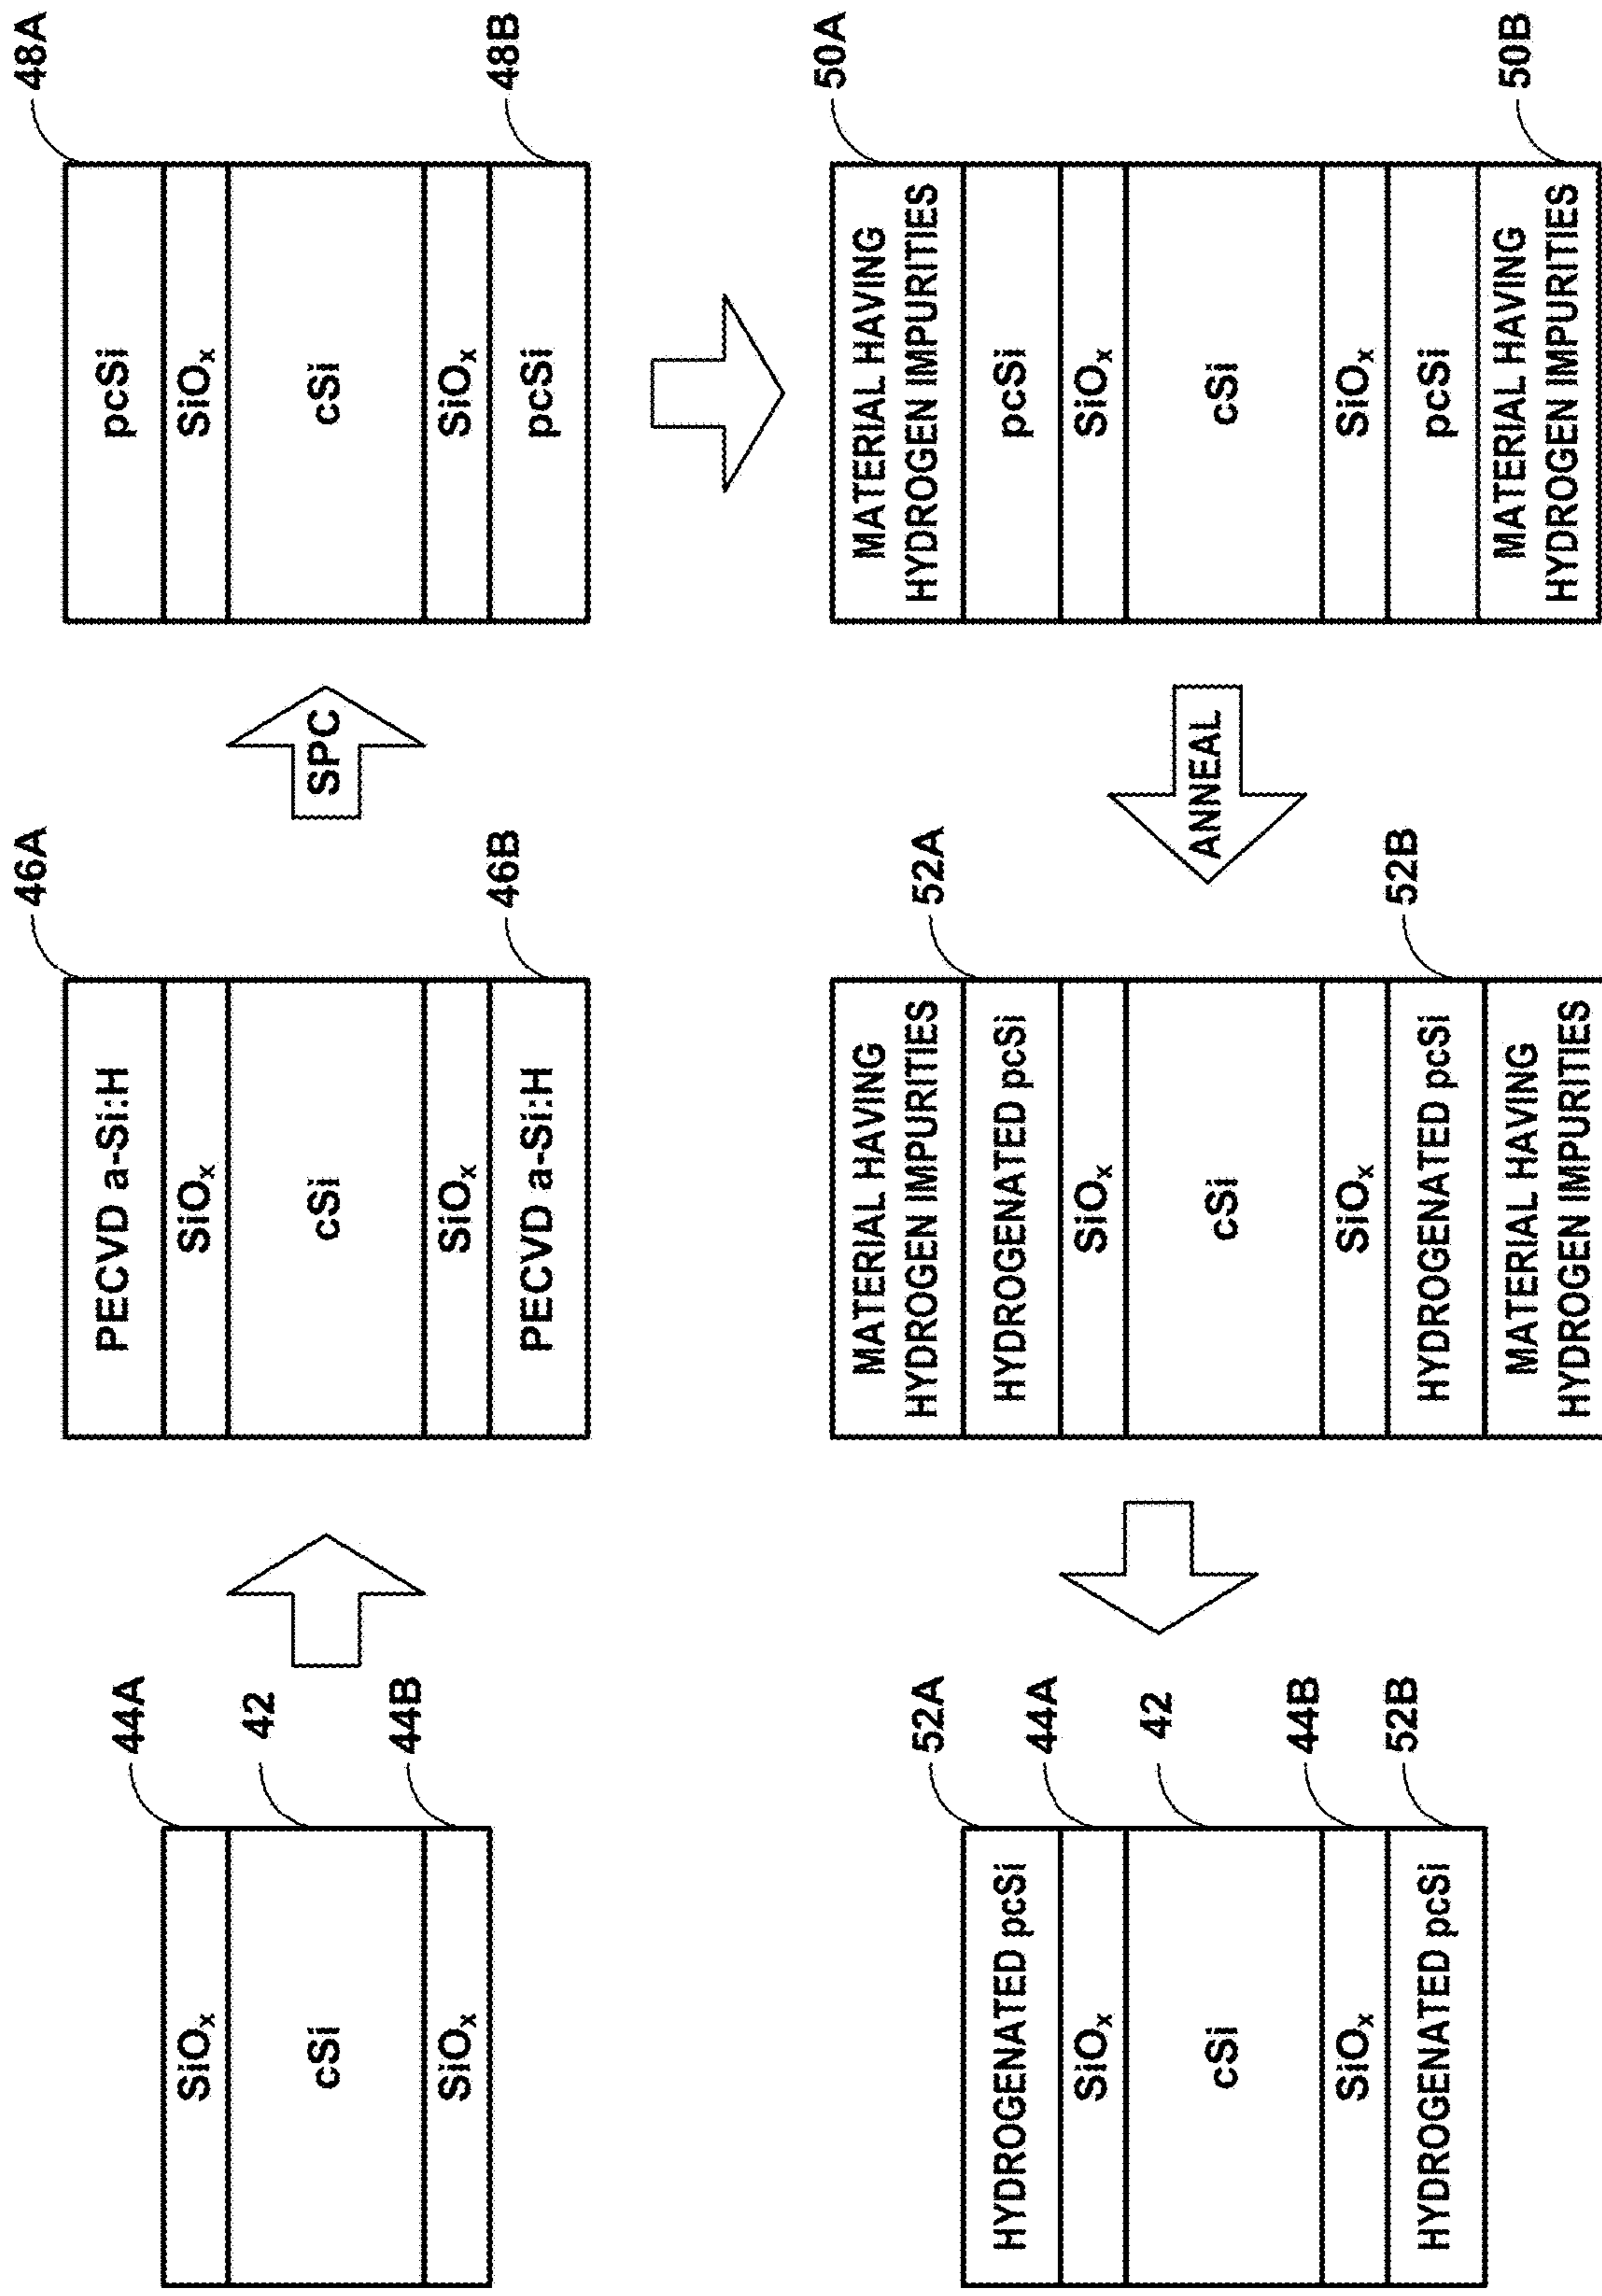 44A
SiOx
42
cSi
44B
SiOx
46A
PECVD a-Si:H
SiOx
cSi
SiOx
46B
PECVD a-Si:H
SPC
48A
pcSi
SiOx
cSi
SiOx
48B
pcSi
50A
MATERIAL HAVING
HYDROGEN IMPURITIES
pcSi
SiOx
cSi
SiOx
pcSi
50B
MATERIAL HAVING
HYDROGEN IMPURITIES
ANNEAL
MATERIAL HAVING
HYDROGEN IMPURITIES
52A
HYDROGENATED pcSi
SiOx
cSi
SiOx
52B
HYDROGENATED pcSi
MATERIAL HAVING
HYDROGEN IMPURITIES
52A
HYDROGENATED pcSi
44A
SiOx
42
cSi
44B
SiOx
52B
HYDROGENATED pcSi